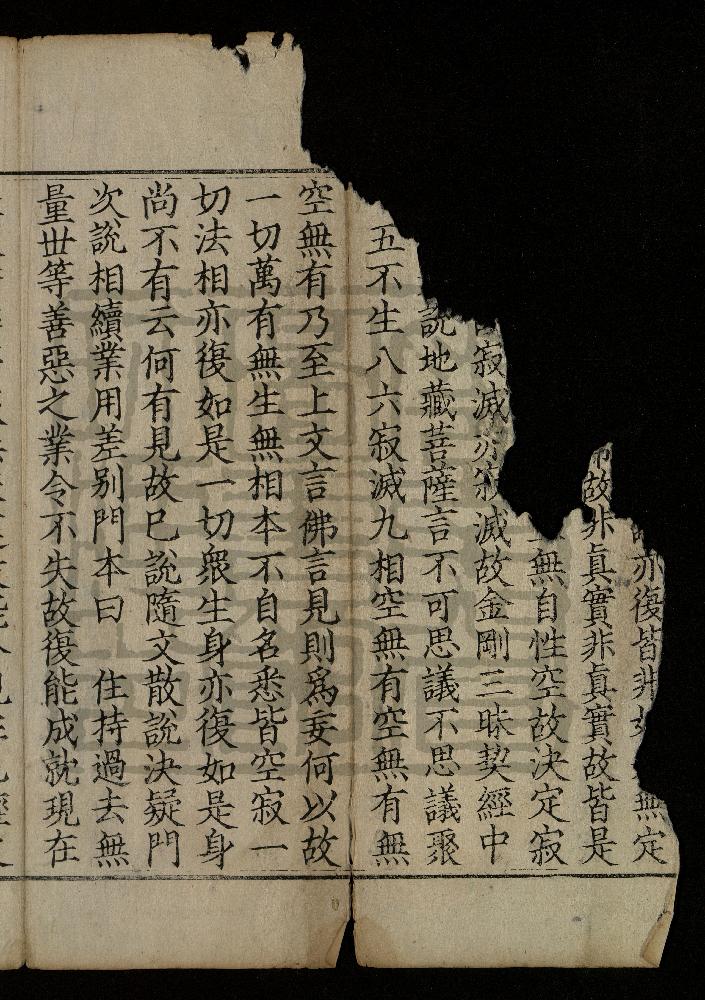 亦復皆非 無定
故非真實非真實故皆是
無自性空故決定寂
寂滅亦寂滅故金剛三昧契經中
說地藏菩薩言不可思議不思議聚
五不生八六寂滅九相空無有空無有無
空無有乃至上文言佛言見則爲妄何以故
一切萬有無生無相本不自名悉皆空寂一
切法相亦復如是一切衆生身亦復如是身
尚不有云何有見故已說隨文散說決疑門
次說相續業用差別門本曰　住持過去無
量世等善惡之業令不失故復能成就現在